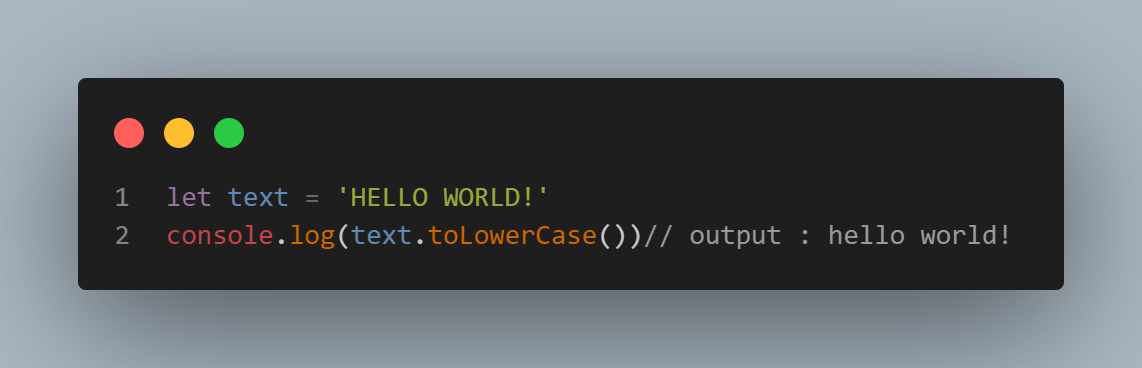 1 let text = 'HELLO WORLD!'
2 console.log(text.toLowerCase())// output : hello world!